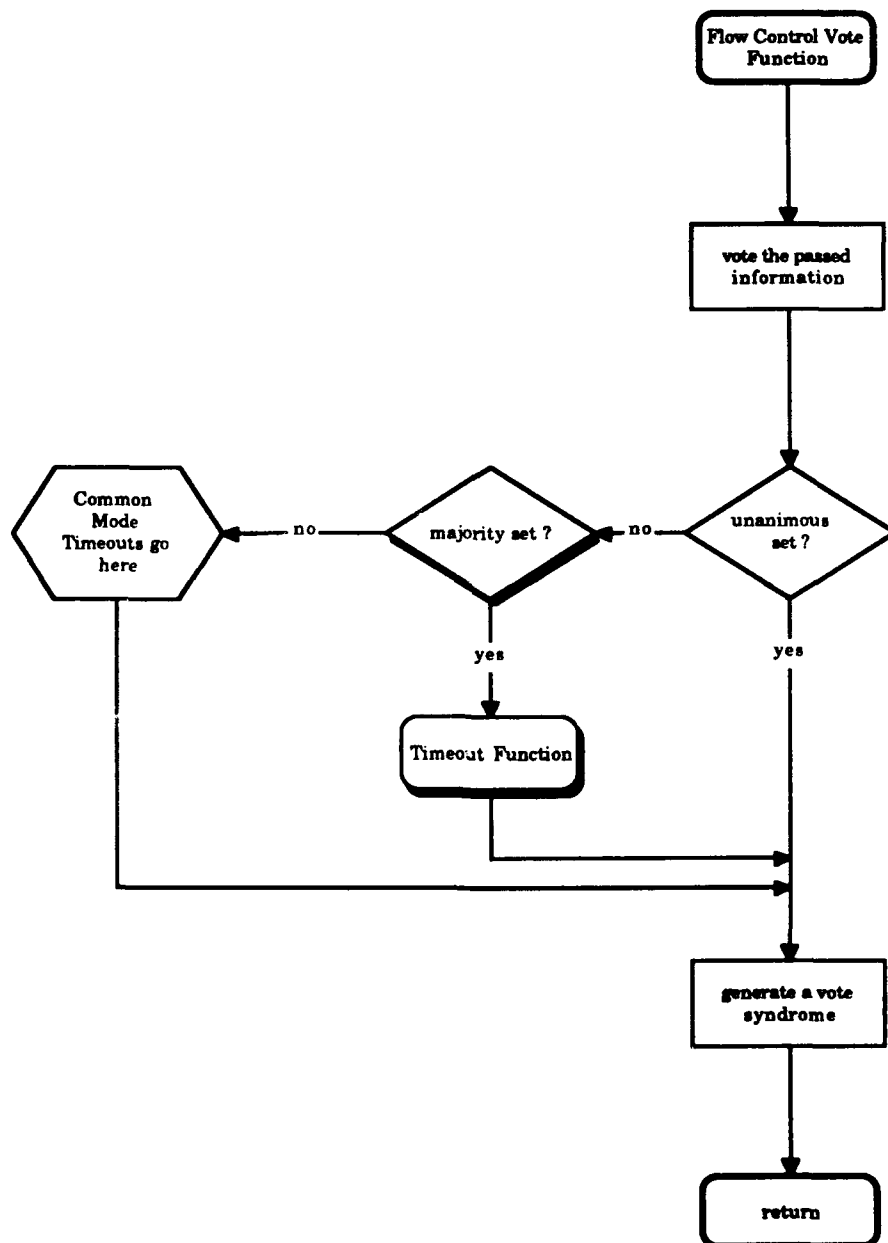 Flow Control Vote
Function
vote the passed
information
unanimous
set ?
no
majority set ?
no
Common
Mode
Timeouts go
here
yes
yes
Timeout Function
generate a vote
syndrome
return